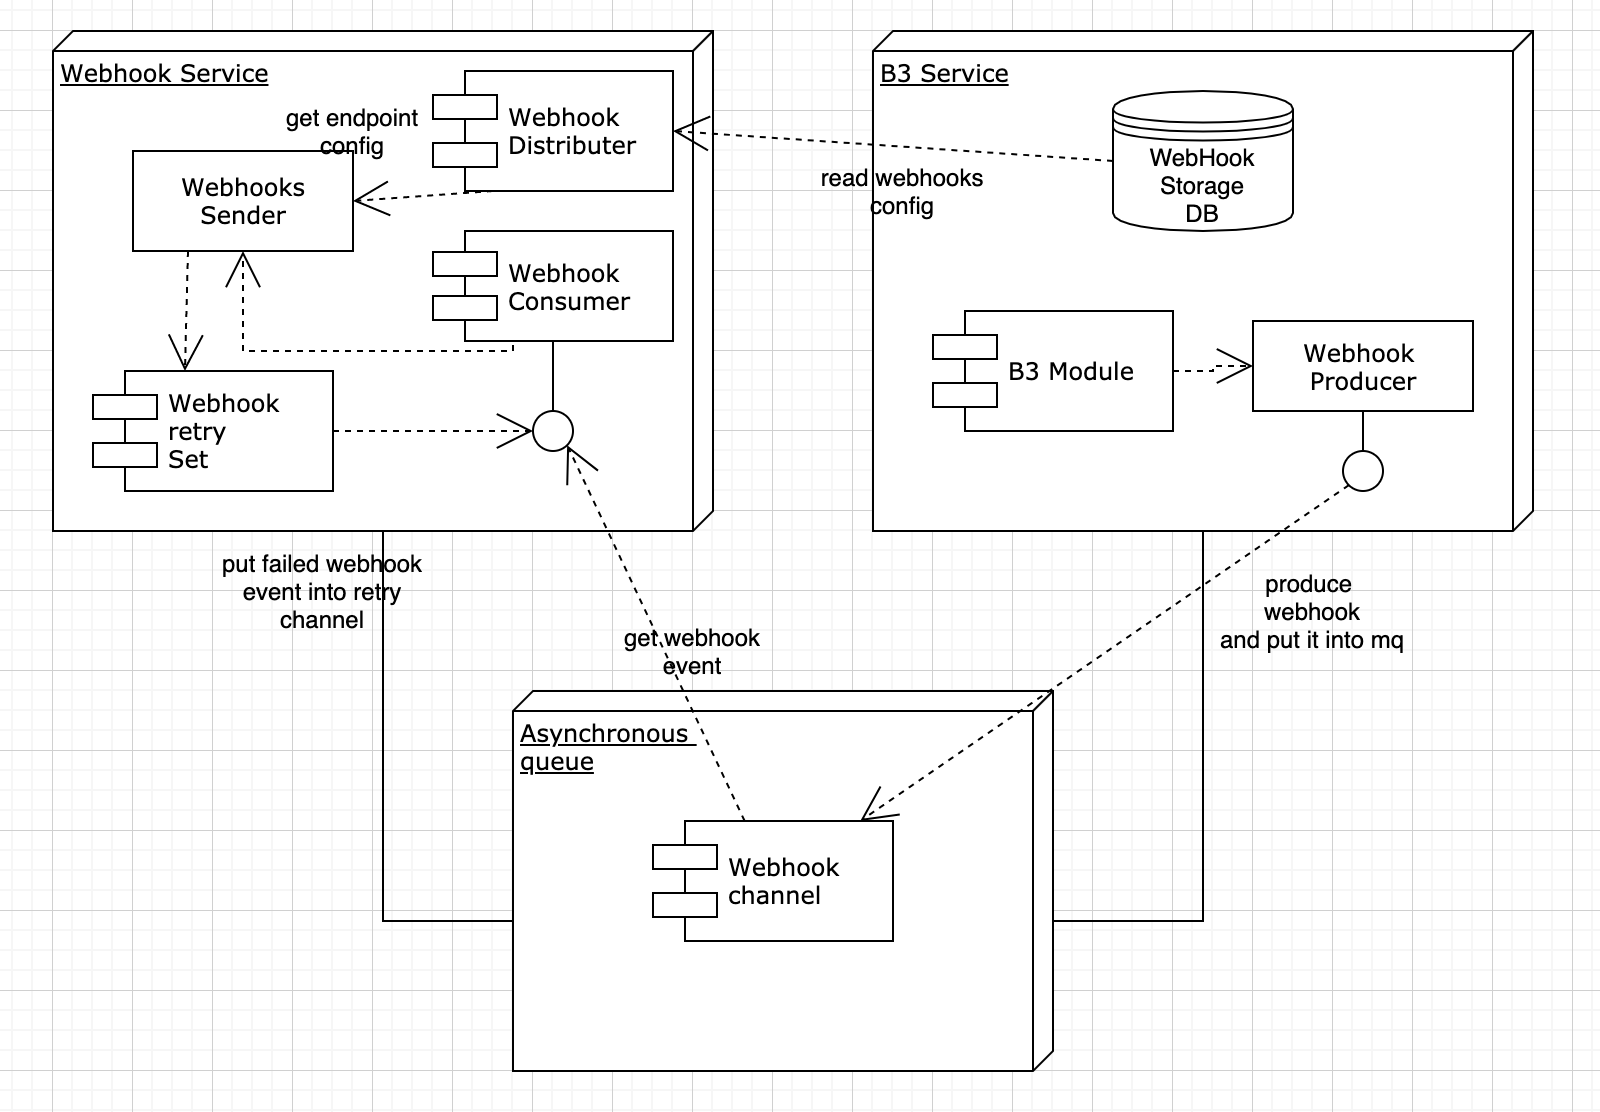 Webhook Service
get endpoint
config
Webhook
Distributer
Webhooks
Sender
Webhook
Consumer
Webhook
retry
Set
B3 Service
WebHook
Storage
DB
read webhooks
config
B3 Module
Webhook
Producer
put failed webhook
event into retry
channel
get webhook
event
produce
webhook
and put it into mq
Asynchronous
queue
Webhook
channel